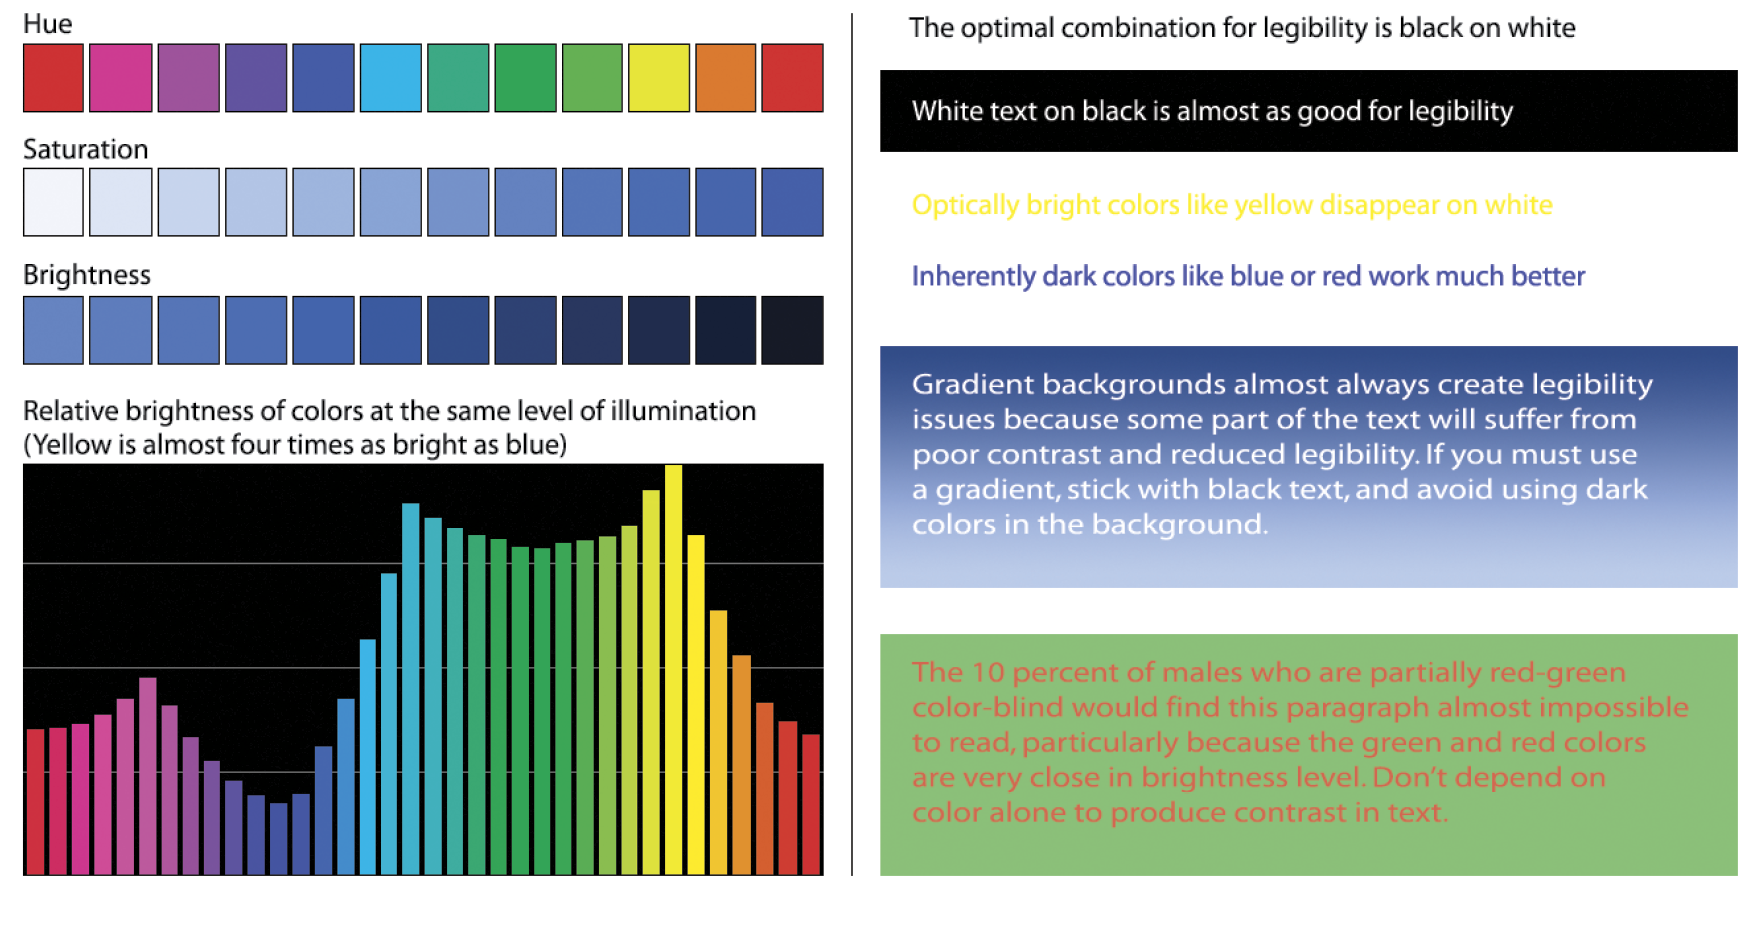 Hue
Saturation
Brightness
Relative brightness of colors at the same level of illumination
(Yellow is almost four times as bright as blue)
The optimal combination for legibility is black on white
White text on black is almost as good for legibility
Optically bright colors like yellow disappear on white
Inherently dark colors like blue or red work much better
Gradient backgrounds almost always create legibility
issues because some part of the text will suffer from
poor contrast and reduced legibility. If you must use
a gradient, stick with black text, and avoid using dark
colors in the background.
The 10 percent of males who are partially red-green
color-blind would find this paragraph almost impossible
to read, particularly because the green and red colors
are very close in brightness level. Don’t depend on
color alone to produce contrast in text.